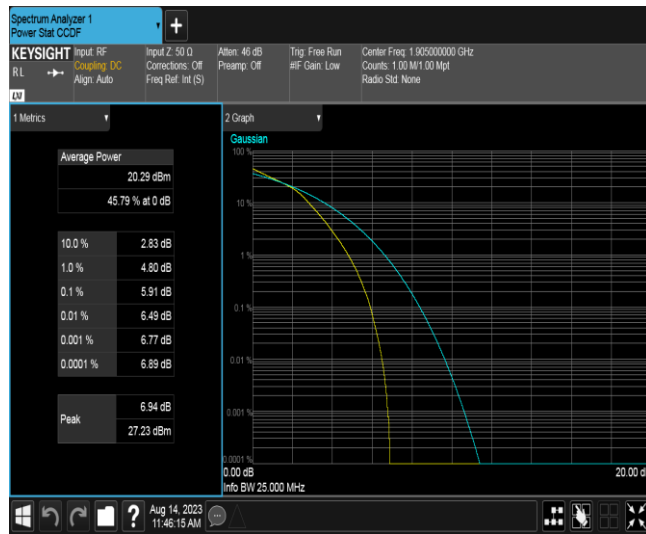 Spectrum Analyzer 1
Power Stat CCDF
+
KEYSIGHT
RL
LXI
Input: RF
Coupling: DC
Align: Auto
Input Z: 50 Ω
Corrections: Off
Freq Ref: Int (S)
Atten: 46 dB
Preamp: Off
Trig: Free Run
#IF Gain: Low
Center Freq: 1.905000000 GHz
Counts: 1.00 M/1.00 Mpt
Radio Std: None
1 Metrics
Average Power
20.29 dBm
45.79 % at 0 dB
10.0 % 2.83 dB
1.0 % 4.80 dB
0.1 % 5.91 dB
0.01 % 6.49 dB
0.001 % 6.77 dB
0.0001 % 6.89 dB
Peak
6.94 dB
27.23 dBm
2 Graph
Gaussian
100 %
10 %
1 %
0.1 %
0.01 %
0.001 %
0.0001 %
0.00 dB
20.00 d
Info BW 25.000 MHz
?
Aug 14, 2023
11:46:15 AM